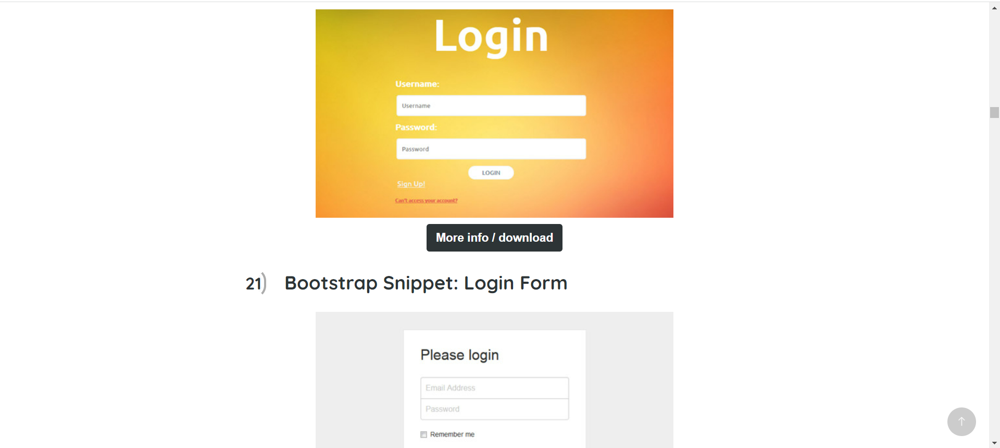 Login
Username:
Username
Password:
Password
LOGIN
Sign Up!
Can't access your account?
More info / download
21) Bootstrap Snippet: Login Form
Please login
Email Address
Password
Remember me